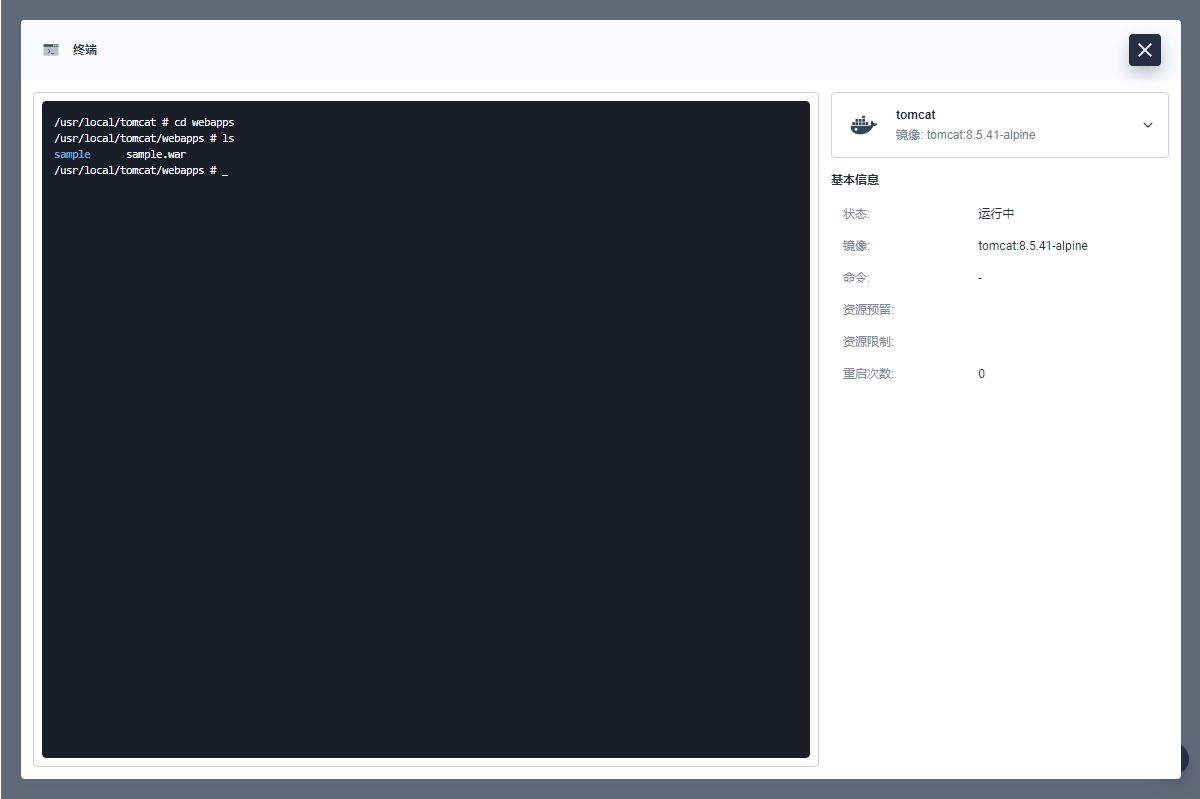 终端
/usr/local/tomcat # cd webapps
/usr/local/tomcat/webapps # ls
sample sample.war
/usr/local/tomcat/webapps # _
tomcat
镜像: tomcat:8.5.41-alpine
基本信息
状态: 运行中
镜像: tomcat:8.5.41-alpine
命令: -
资源预留:
资源限制:
重启次数: 0